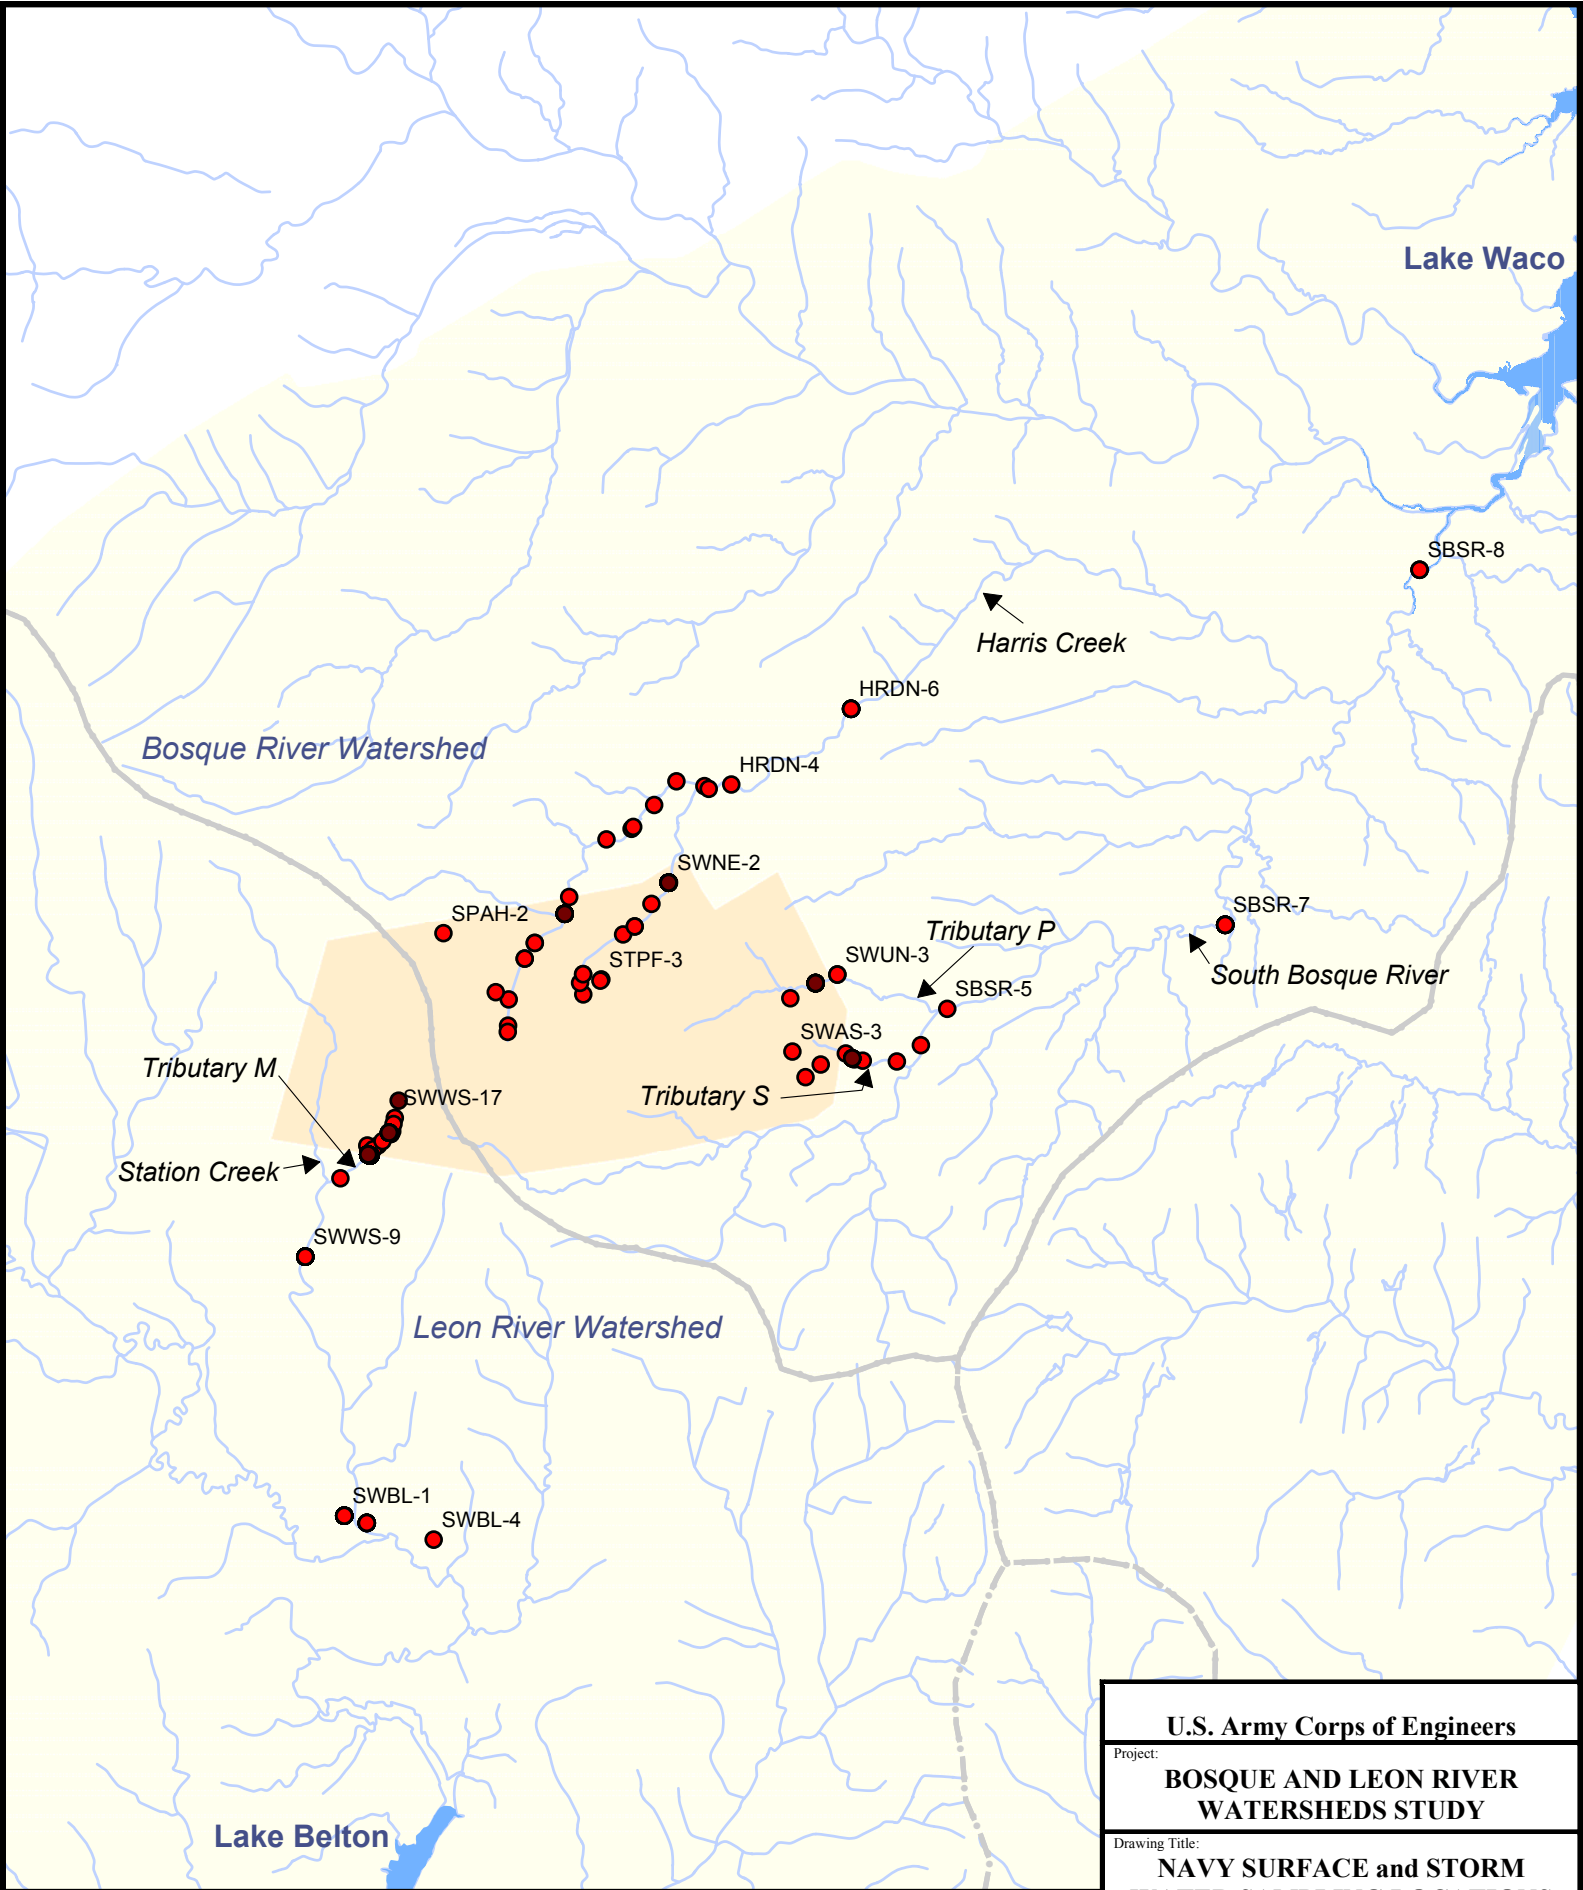 Lake Waco
SBSR-8
Harris Creek
HRDN-6
Bosque River Watershed
HRDN-4
SWNE-2
SPAH-2
SBSR-7
Tributary P
SWUN-3
STPF-3
South Bosque River
SBSR-5
SWAS-3
Tributary M
Tributary S
SWWS-17
Station Creek
SWWS-9
Leon River Watershed
SWBL-1
SWBL-4
U.S. Army Corps of Engineers
Project:
BOSQUE AND LEON RIVER
WATERSHEDS STUDY
Lake Belton
Drawing Title:
NAVY SURFACE and STORM